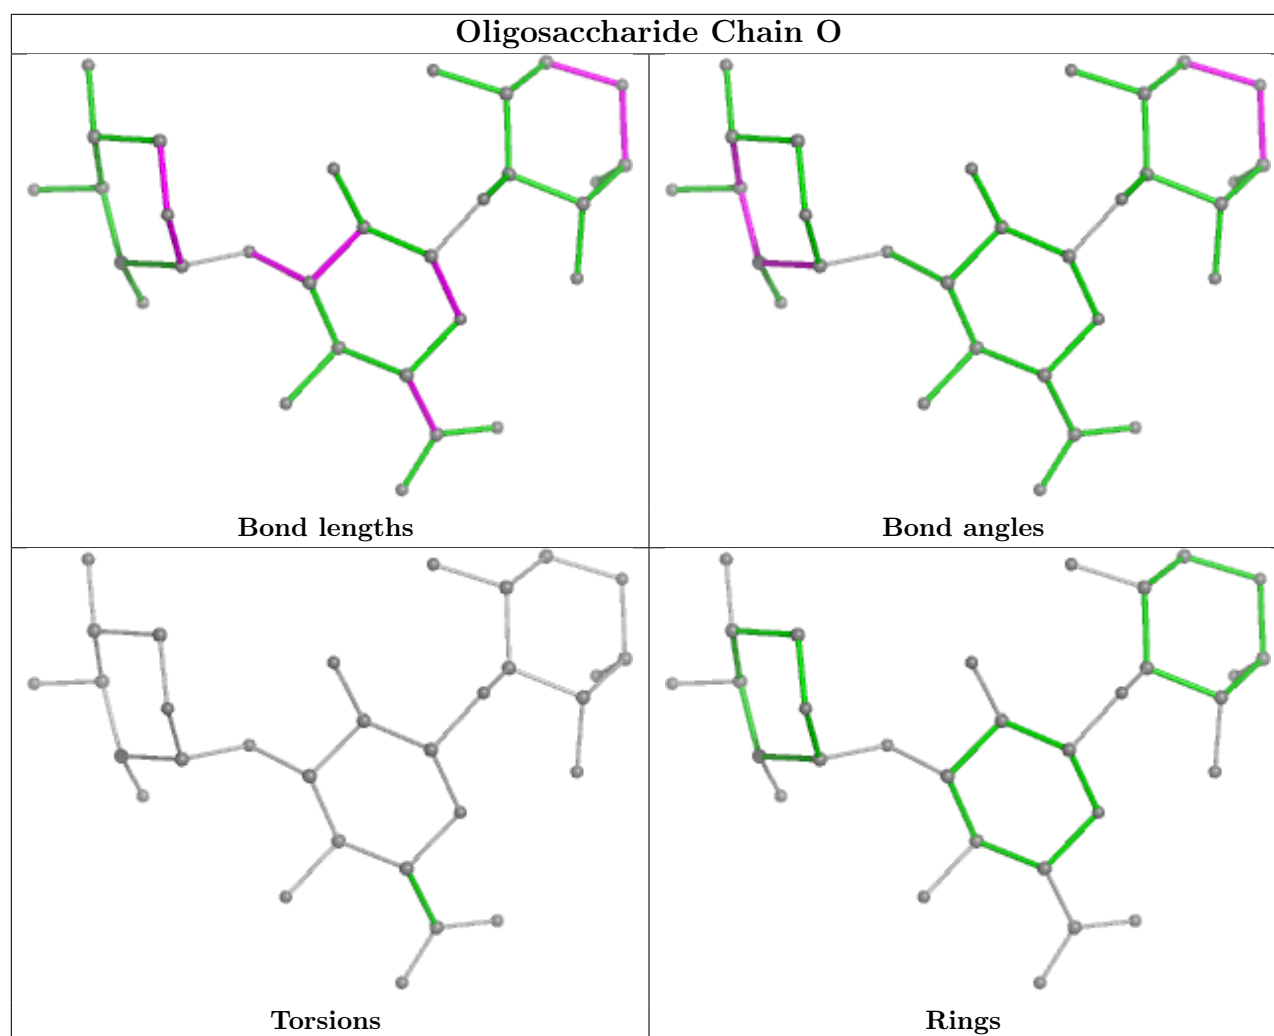 Oligosaccharide Chain O
Bond lengths
Bond angles
Torsions
Rings